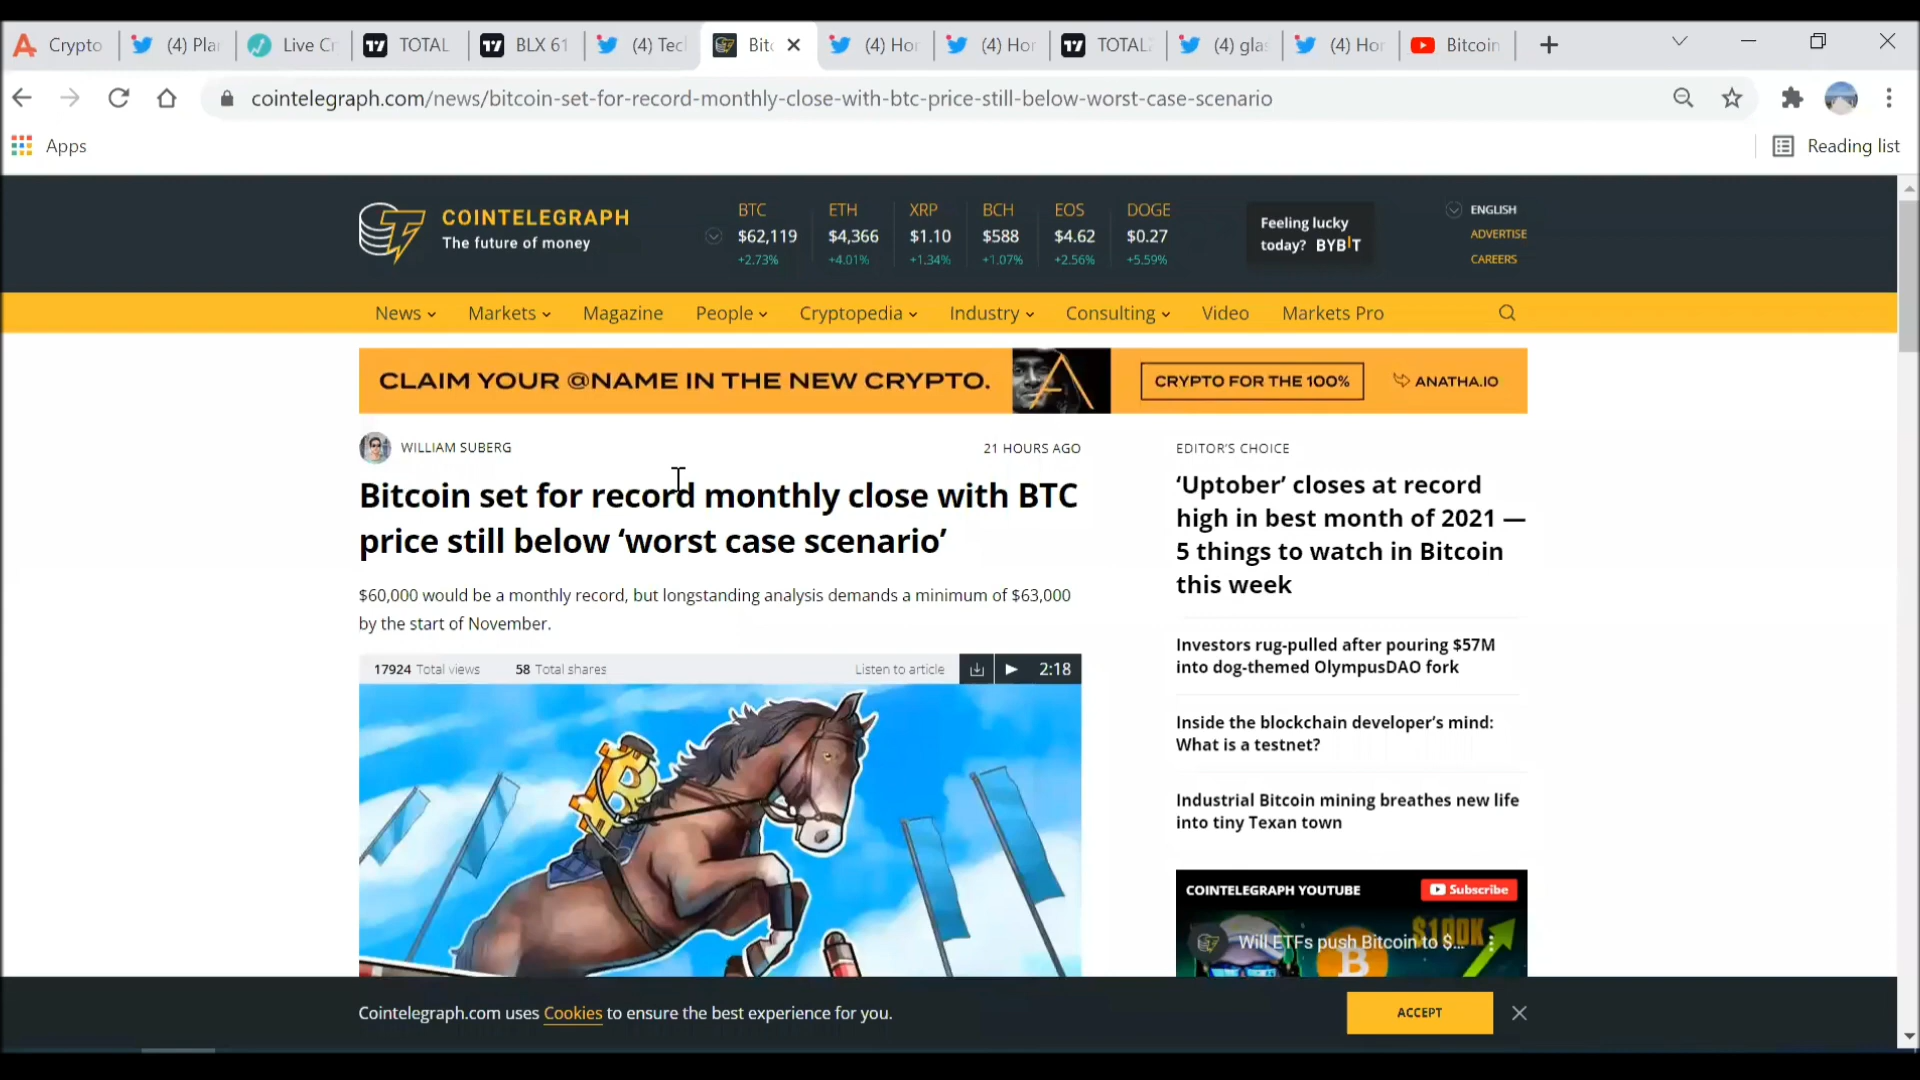 Crypto
(4) Pla
Live Cr
TOTAL
BLX 61
(4) Tec
Bitc
(4) Hor
(4) Hor
TOTAL2
(4) glas
(4) Hor
Bitcoin
cointelegraph.com/news/bitcoin-set-for-record-monthly-close-with-btc-price-still-below-worst-case-scenario
Apps
Reading list
COINTELEGRAPH
The future of money
BTC ETH XRP BCH EOS DOGE
$62,119 $4,366 $1.10 $588 $4.62 $0.27
+2.73% +4.01% +1.34% +1.07% +2.56% +5.59%
Feeling lucky
today? BYBIT
ENGLISH
ADVERTISE
CAREERS
News Markets Magazine People Cryptopedia Industry Consulting Video Markets Pro
CLAIM YOUR @NAME IN THE NEW CRYPTO.
CRYPTO FOR THE 100%
ANATHA.IO
WILLIAM SUBERG
21 HOURS AGO
Bitcoin set for record monthly close with BTC
price still below ‘worst case scenario’
$60,000 would be a monthly record, but longstanding analysis demands a minimum of $63,000
by the start of November.
17924 Total views 58 Total shares
Listen to article
2:18
EDITOR’S CHOICE
‘Uptober’ closes at record
high in best month of 2021 —
5 things to watch in Bitcoin
this week
Investors rug-pulled after pouring $57M
into dog-themed OlympusDAO fork
Inside the blockchain developer’s mind:
What is a testnet?
Industrial Bitcoin mining breathes new life
into tiny Texan town
COINTELEGRAPH YOUTUBE
Subscribe
$100K
Will ETFs push Bitcoin to $...
Cointelegraph.com uses Cookies to ensure the best experience for you.
ACCEPT